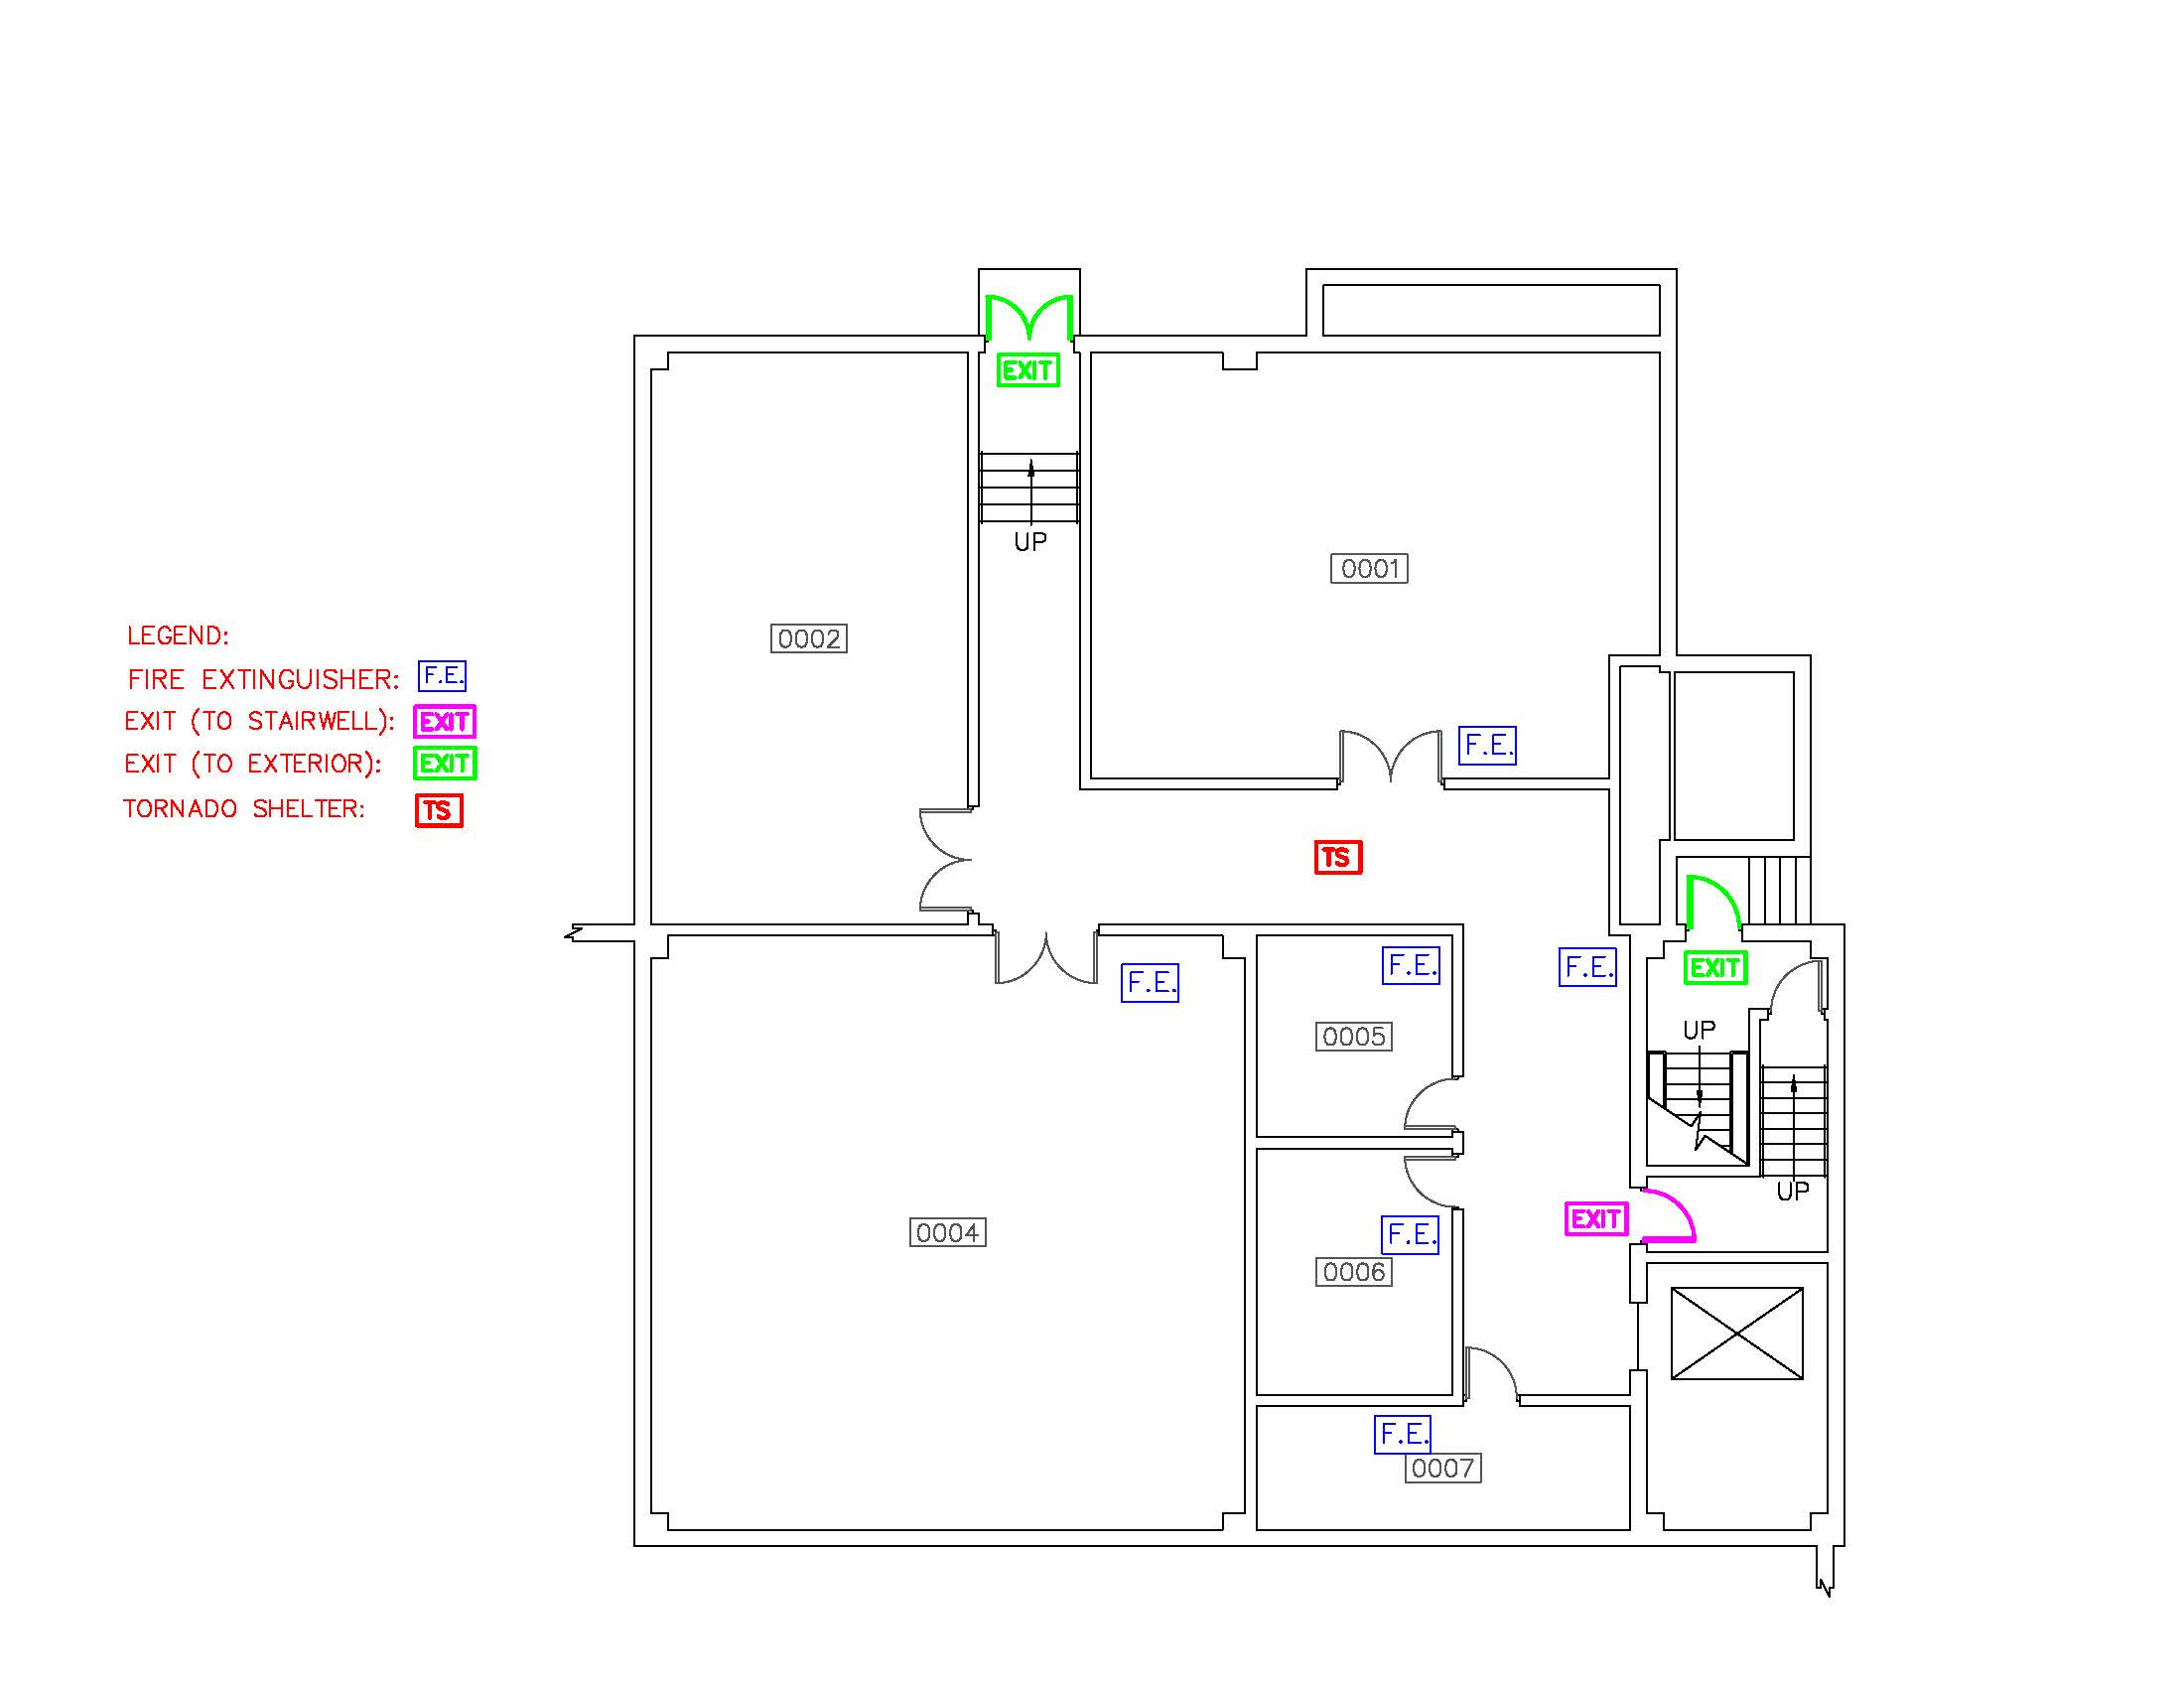 EXIT
UP
0001
0002
LEGEND:
FIRE EXTINGUISHER: F.E.
EXIT (TO STAIRWELL): EXIT
EXIT (TO EXTERIOR): EXIT
TORNADO SHELTER: TS
F.E.
TS
F.E.
F.E.
F.E.
EXIT
0005
UP
UP
0004
EXIT
F.E.
0006
F.E.
0007